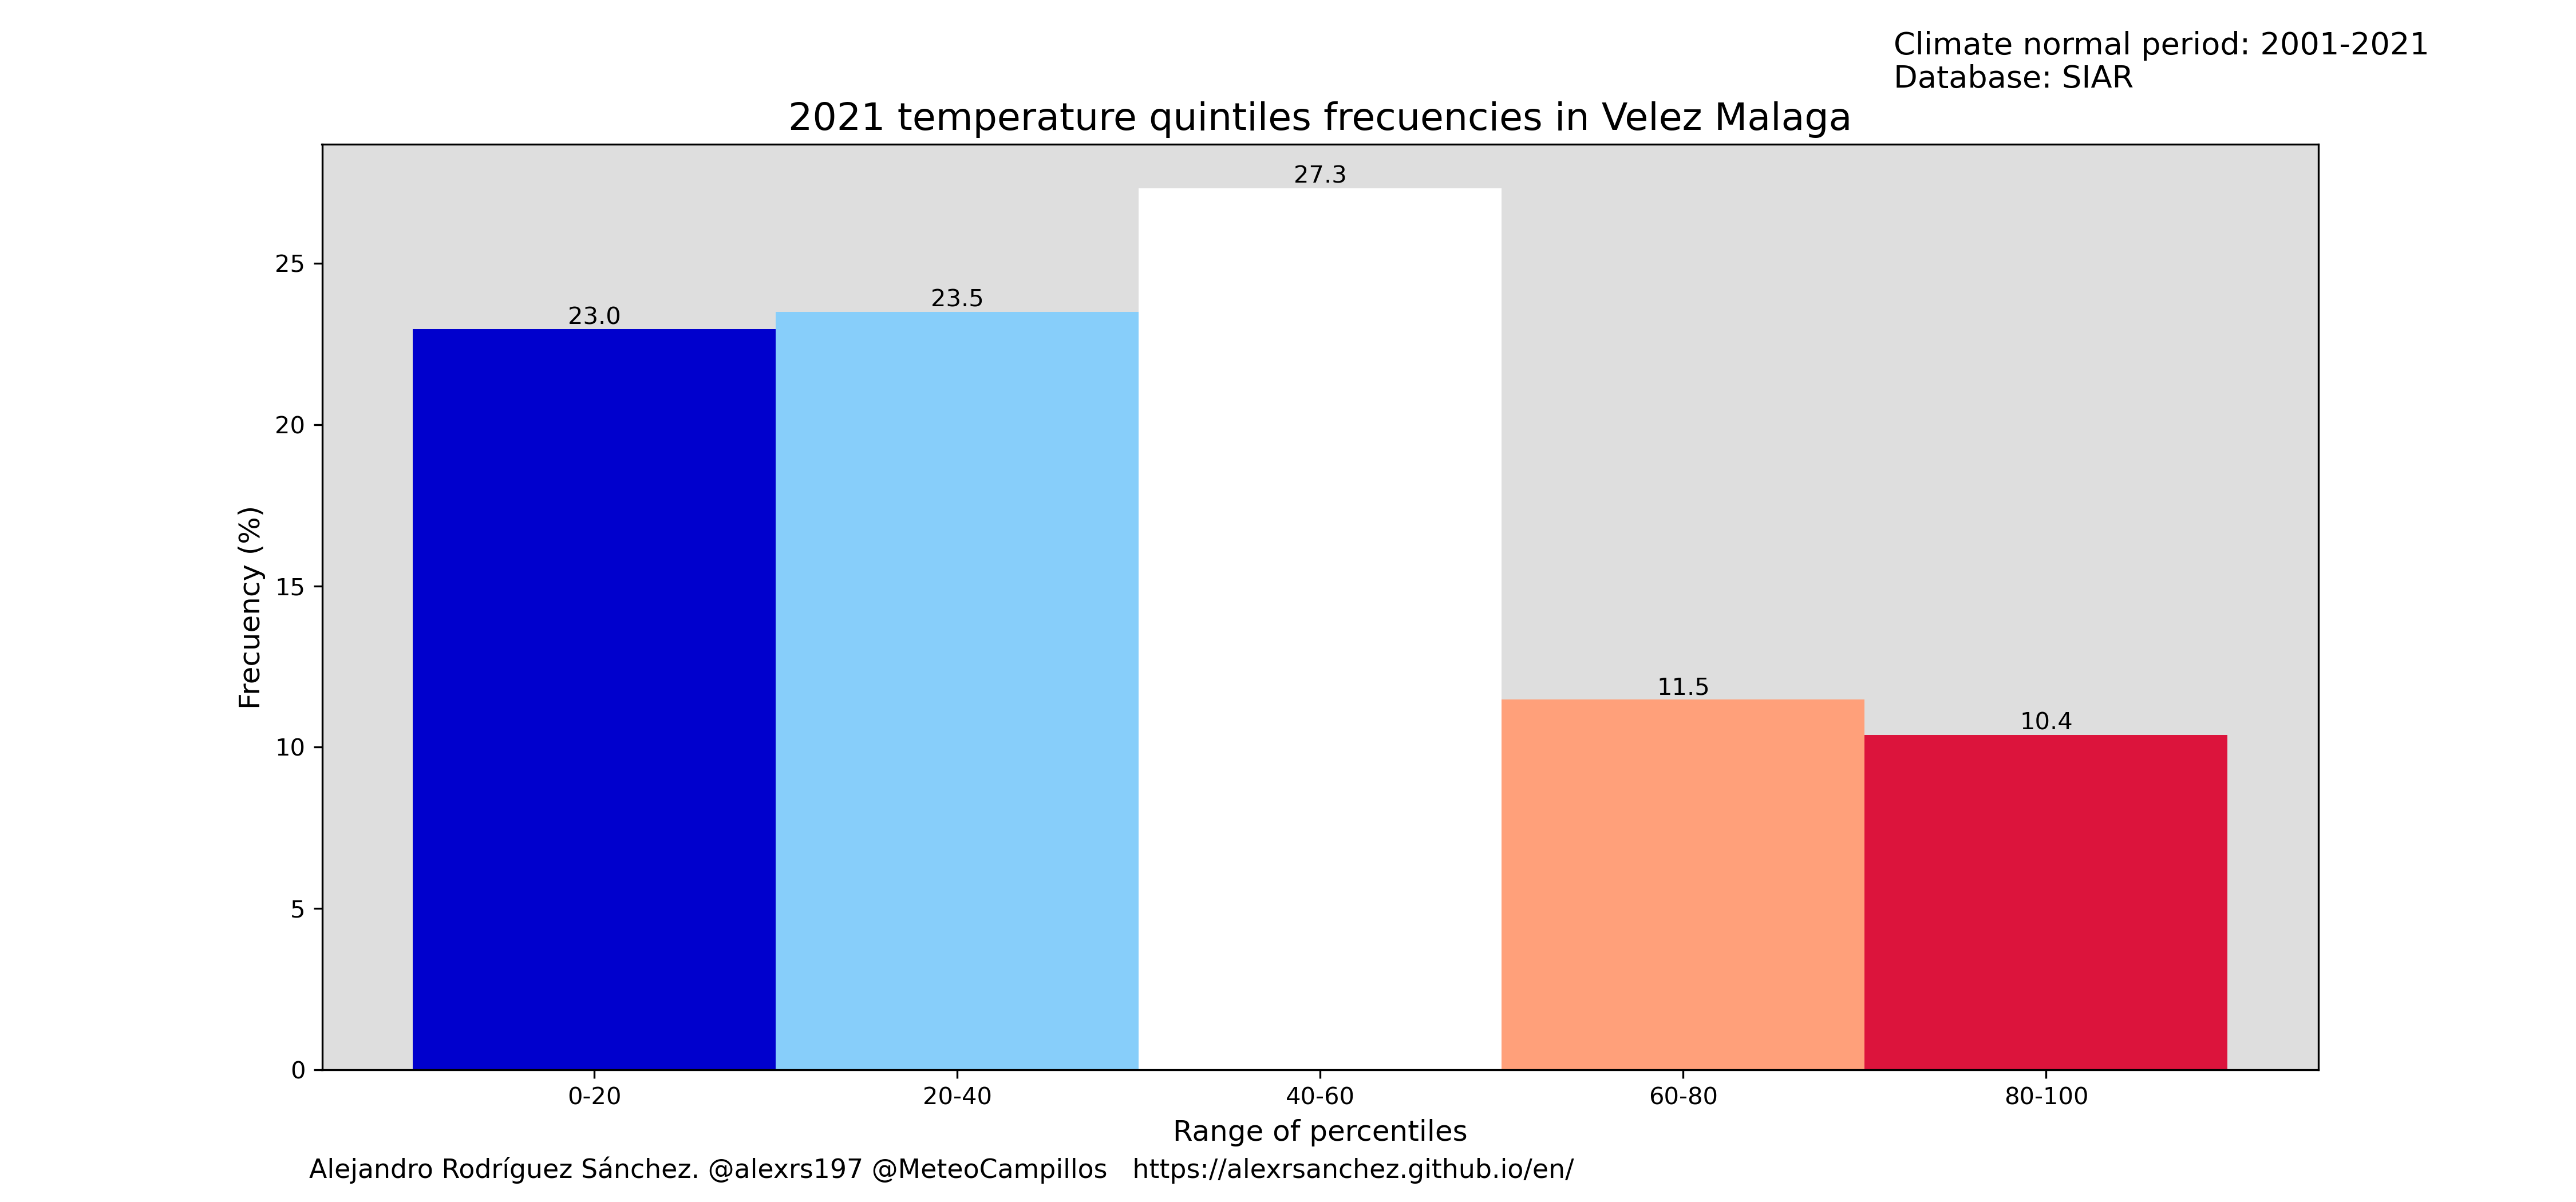 Climate normal period: 2001-2021
Database: SIAR
2021 temperature quintiles frecuencies in Velez Malaga
27.3
25
23.5
23.0
20
15
Frecuency (%)
11.5
10.4
10
5
0
0-20 20-40 40-60 60-80 80-100
Range of percentiles
Alejandro Rodríguez Sánchez. @alexrs197 @MeteoCampillos https://alexrsanchez.github.io/en/